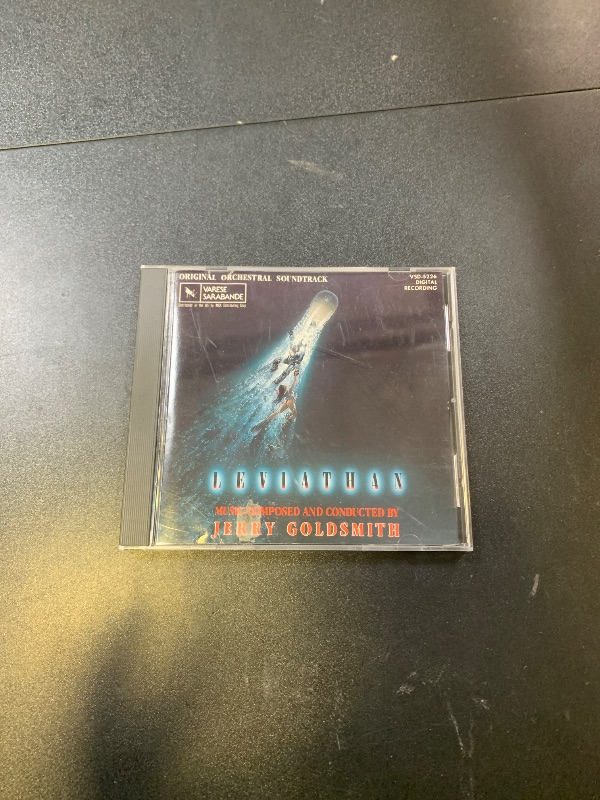 ORIGINAL ORCHESTRAL SOUNDTRACK
VSD-5226
DIGITAL
RECORDING
VARESE
SARABANDE
LEVIATHAN
MUSIC COMPOSED AND CONDUCTED BY
JERRY GOLDSMITH